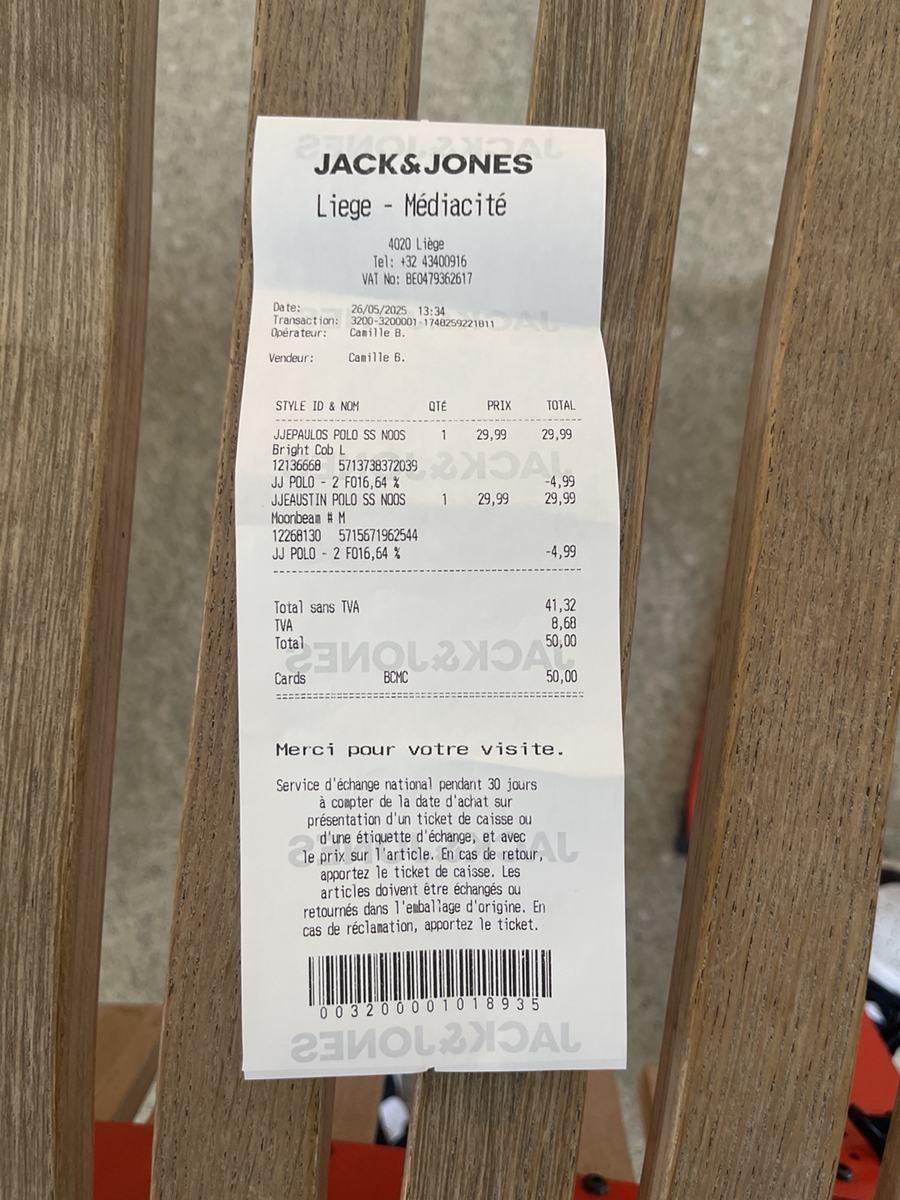 JACK&JONES
Liege - Médiacité
4020 Liège
Tel: +32 43400916
VAT No: BE0479362617
Date: 26/05/2025 13:34
Transaction: 3200-3200001-1748259221811
Opérateur: Camille B.
Vendeur: Camille B.
STYLE ID & NOM QTÉ PRIX TOTAL
JJEPAULOS POLO SS NOOS 1 29,99 29,99
Bright Cob L
12136668 5713738372039
JJ POLO - 2 FO16,64 % -4,99
JJEAUSTIN POLO SS NOOS 1 29,99 29,99
Moonbeam # M
12268130 5715671962544
JJ POLO - 2 FO16,64 % -4,99
Total sans TVA 41,32
TVA 8,68
Total 50,00
Cards BCMC 50,00
Merci pour votre visite.
Service d'échange national pendant 30 jours
à compter de la date d'achat sur
présentation d'un ticket de caisse ou
d'une étiquette d'échange, et avec
le prix sur l'article. En cas de retour,
apportez le ticket de caisse. Les
articles doivent être échangés ou
retournés dans l'emballage d'origine. En
cas de réclamation, apportez le ticket.
0032000001018935